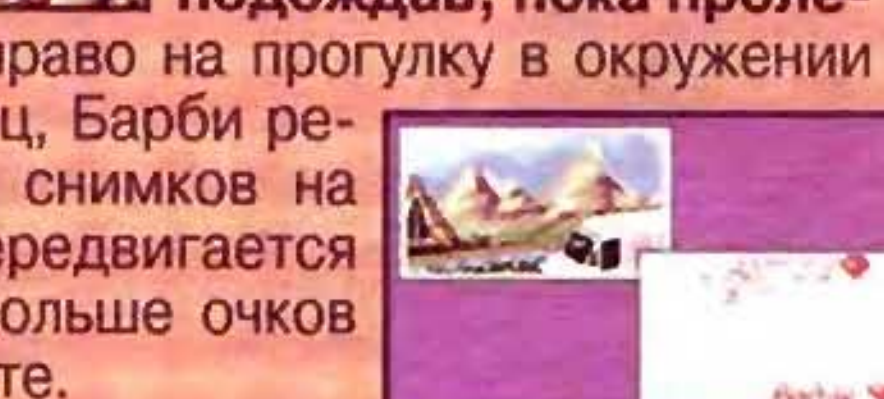 подождав, пока проле-
право на прогулку в окружении
ц, Барби ре-
снимков на
ередвигается
ольше очков
те.